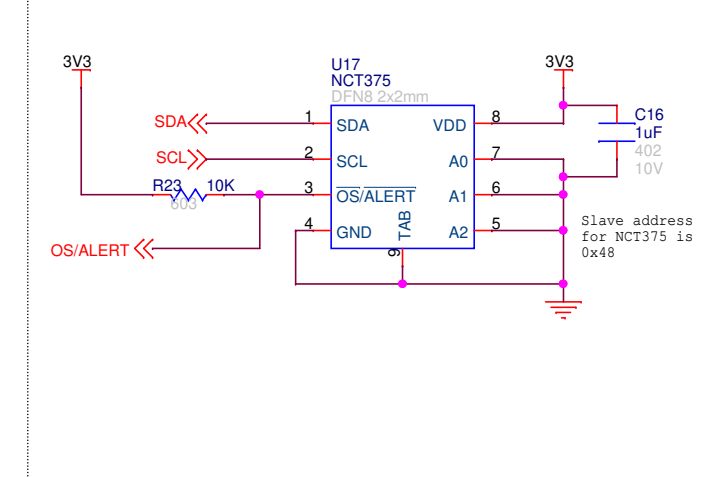 3V3
U17
NCT375
DFN8 2x2mm
3V3
SDA
1
SDA
VDD
8
C16
1uF
402
10V
SCL
2
SCL
A0
7
R23
10K
603
3
OS/ALERT
A1
6
OS/ALERT
4
GND
TAB
9
A2
5
Slave address
for NCT375 is
0x48